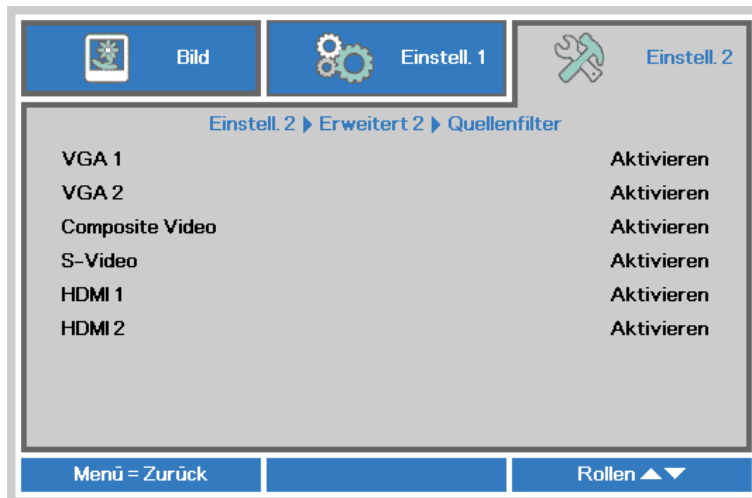 Bild
Einstell. 1
Einstell. 2
Einstell. 2 ▶ Erweitert 2 ▶ Quellenfilter
VGA 1 Aktivieren
VGA 2 Aktivieren
Composite Video Aktivieren
S-Video Aktivieren
HDMI 1 Aktivieren
HDMI 2 Aktivieren
Menü = Zurück
Rollen ▲▼